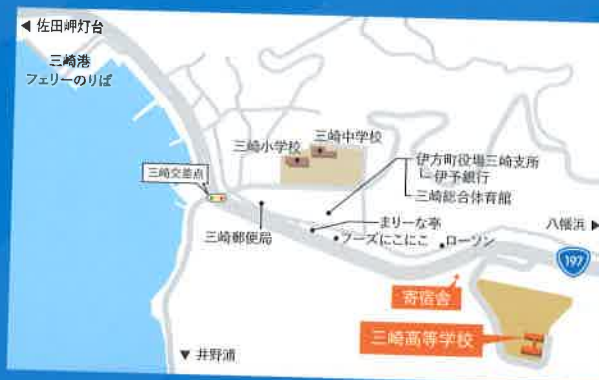 ◀ 佐田岬灯台
三崎港
フェリーのりば
三崎小学校
三崎中学校
三崎交差点
伊方町役場三崎支所
伊予銀行
三崎総合体育館
三崎郵便局
まりーな亭
フーズにこにこ
ローソン
八幡浜 ▶
197
寄宿舎
三崎高等学校
▼ 井野浦